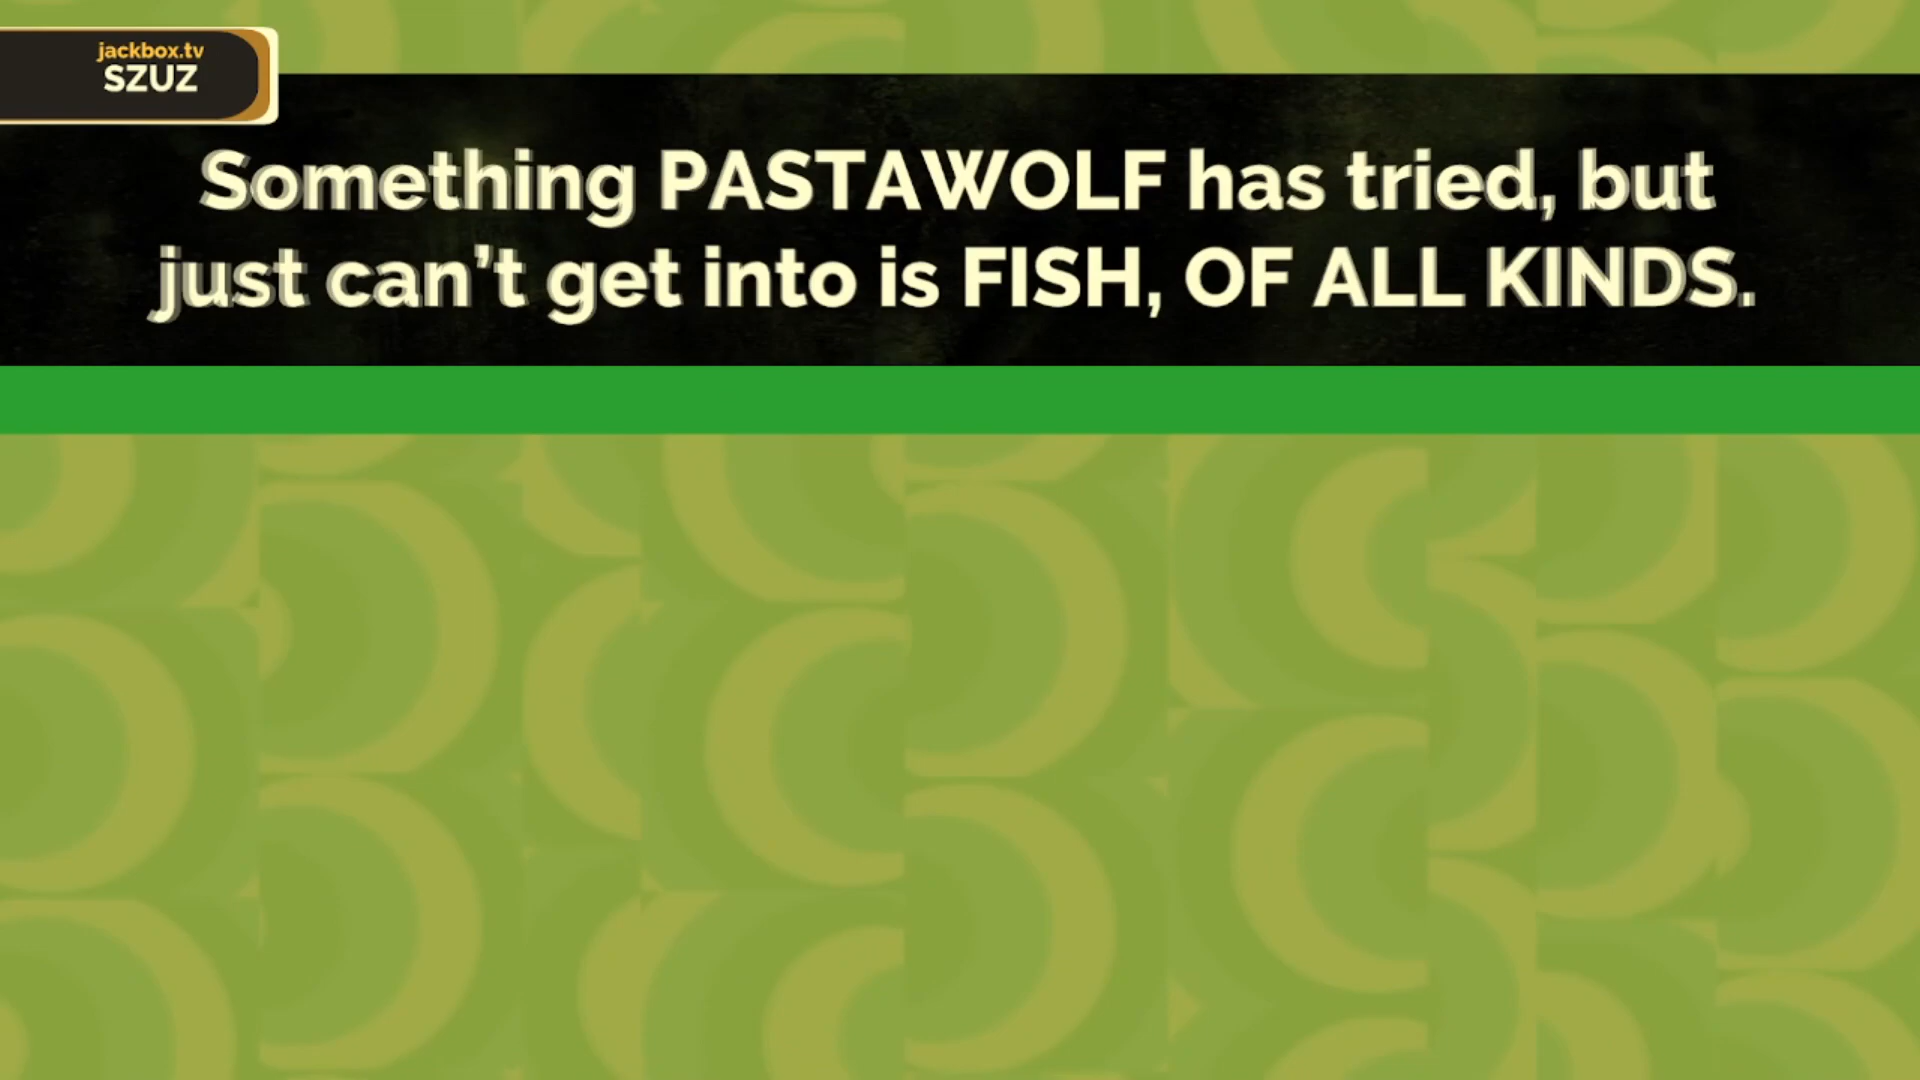 jackbox.tv
SZUZ
Something PASTAWOLF has tried, but
just can’t get into is FISH, OF ALL KINDS.